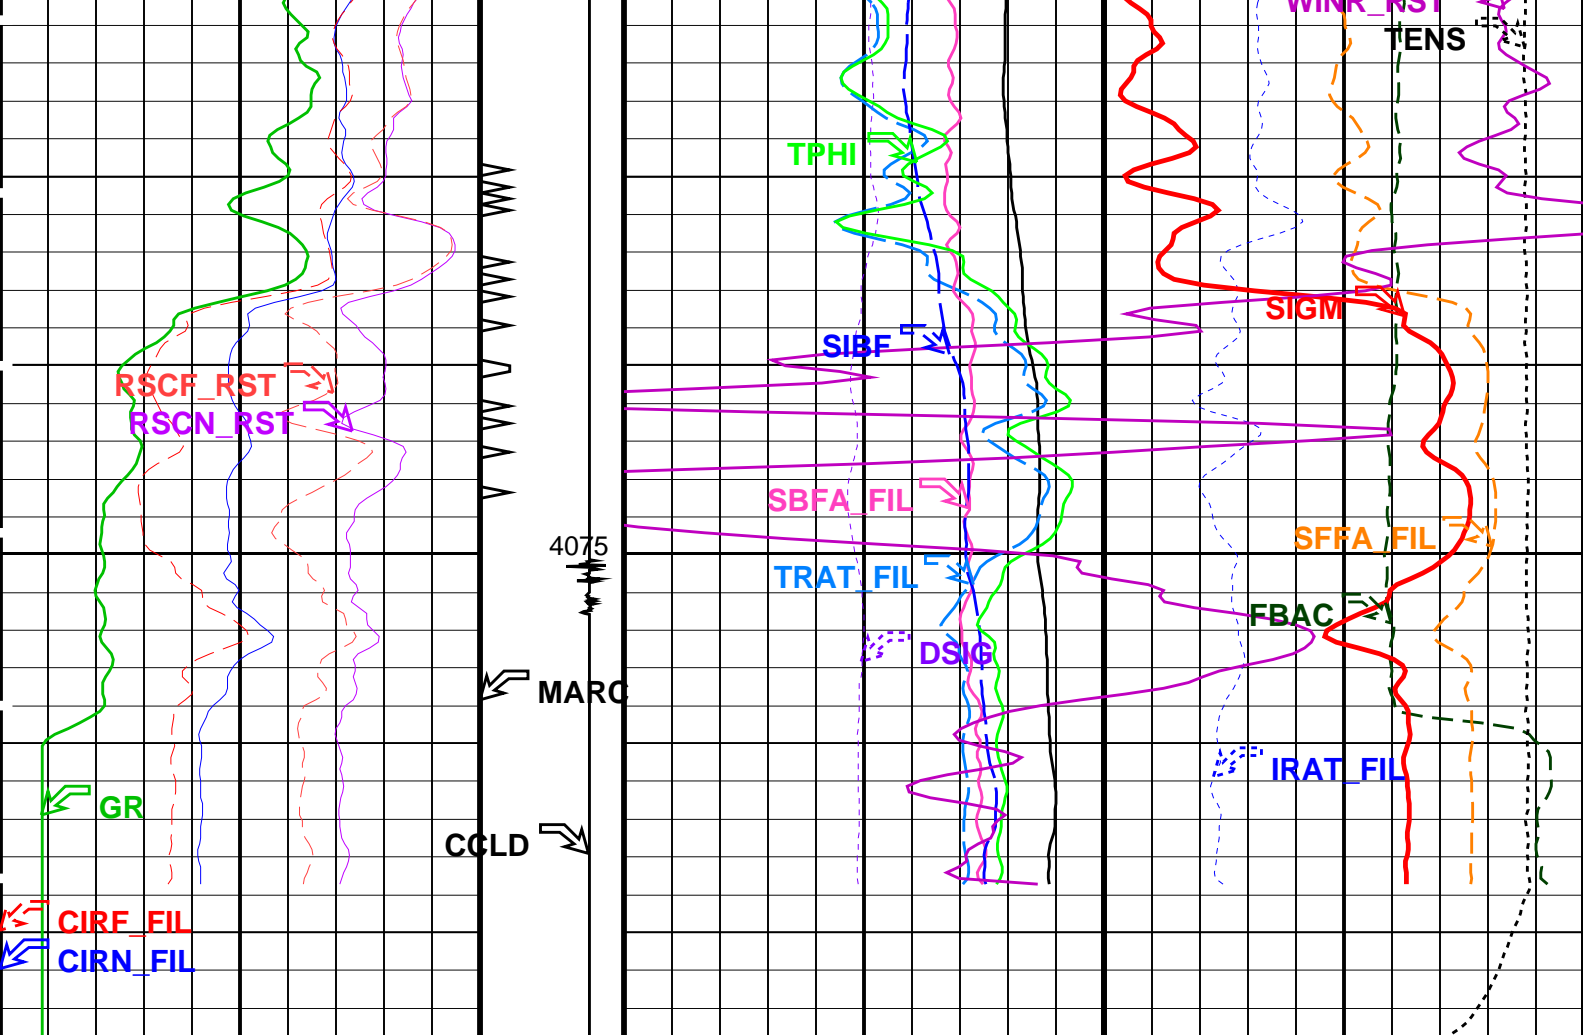 WINR_RST
TENS
TPHI
SIGM
SIBF
RSCF_RST
RSCN_RST
SBFA_FIL
SFFA_FIL
4075
TRAT_FIL
FBAC
DSIG
MARC
IRAT_FIL
GR
CCLD
CIRF_FIL
CIRN_FIL